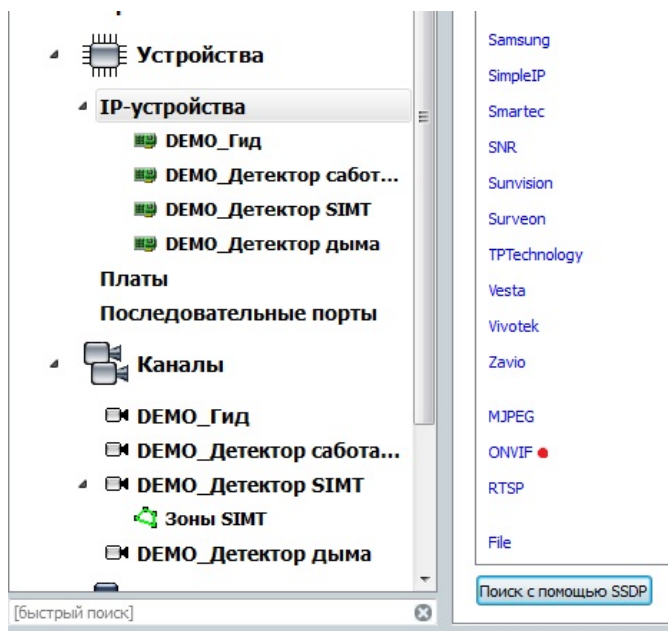 Устройства
IP-устройства
DEMO_Гид
DEMO_Детектор сабот...
DEMO_Детектор SIMT
DEMO_Детектор дыма
Платы
Последовательные порты
Каналы
DEMO_Гид
DEMO_Детектор сабота...
DEMO_Детектор SIMT
Зоны SIMT
DEMO_Детектор дыма
[быстрый поиск]
Samsung
SimpleIP
Smartec
SNR
Sunvision
Surveon
TPTechnology
Vesta
Vivotek
Zavio
MJPEG
ONVIF
RTSP
File
Поиск с помощью SSDP